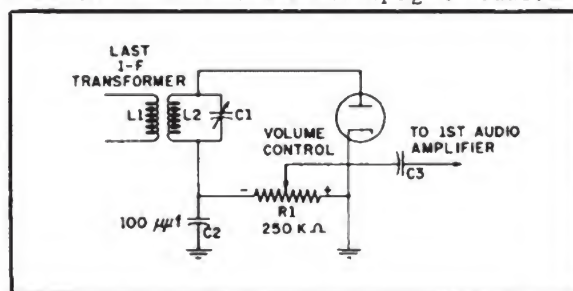 LAST
I-F
TRANSFORMER
L1
L2
C1
VOLUME
CONTROL
TO 1ST AUDIO
AMPLIFIER
C3
- +
R1
250 K Ω
100 μμf
C2